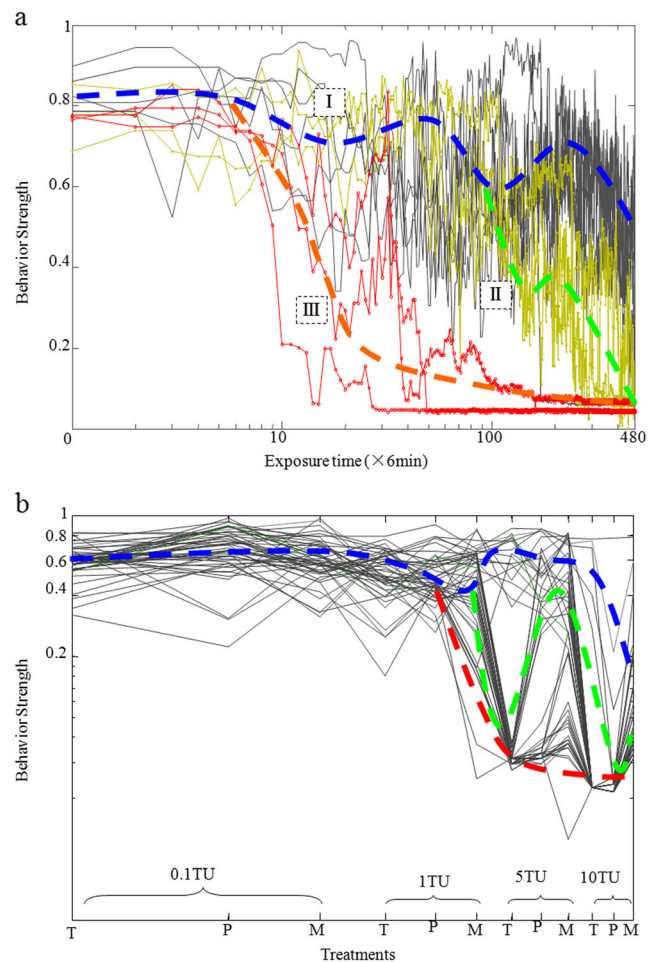 a
1
0.8
0.6
0.4
0.2
Behavior Strength
I
II
III
0 10 100 480
Exposure time (×6min)
b
1
0.8
0.6
0.4
0.2
Behavior Strength
0.1TU 1TU 5TU 10TU
T P M T P M T P M T P M
Treatments